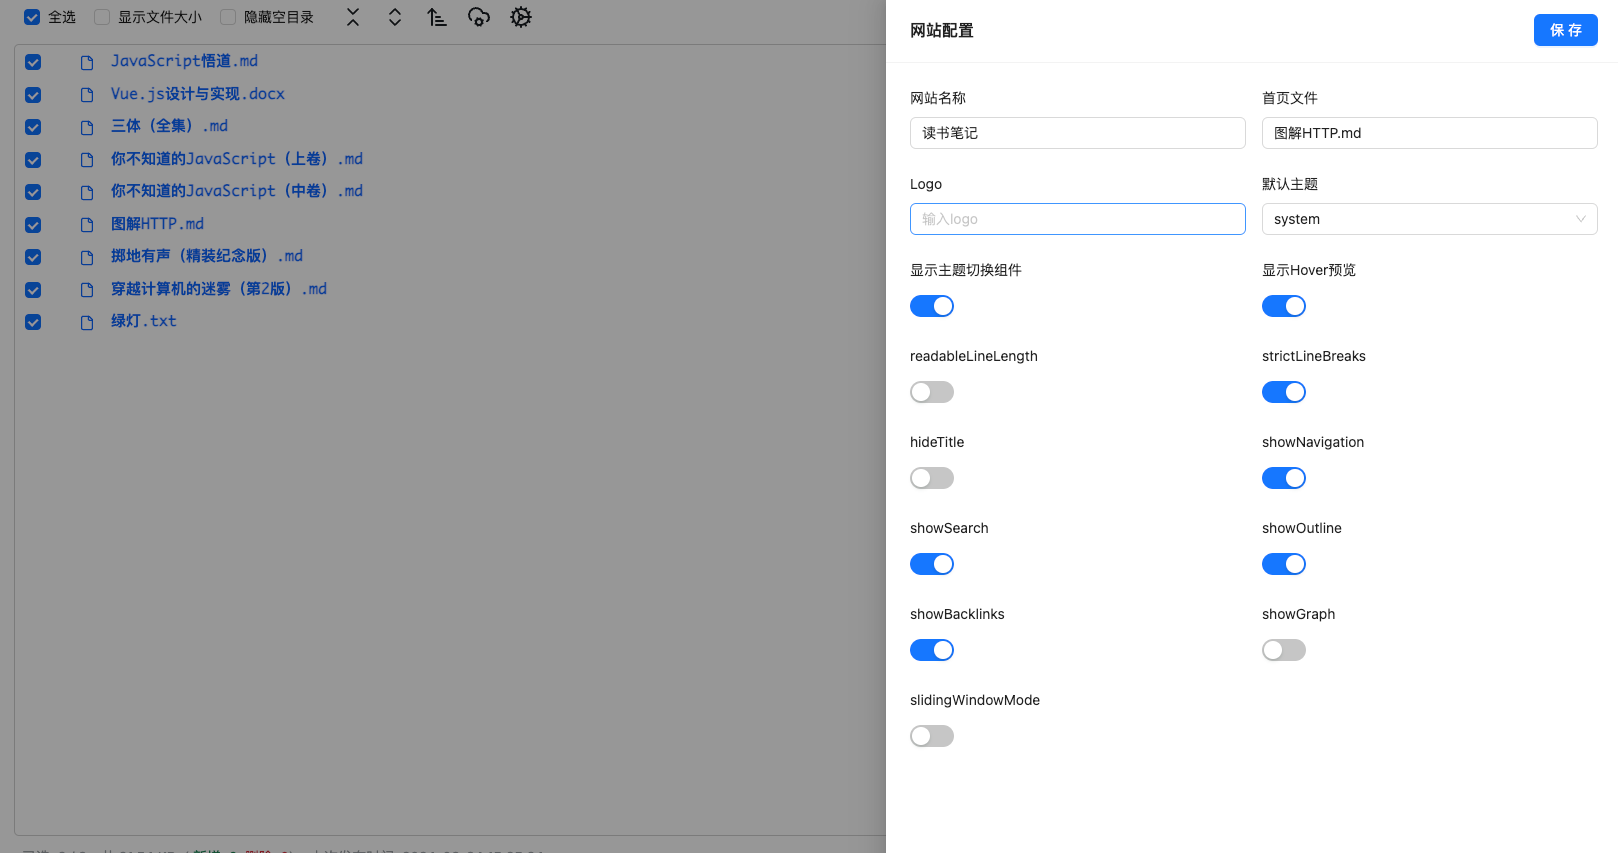 全选 显示文件大小 隐藏空目录
JavaScript悟道.md
Vue.js设计与实现.docx
三体（全集）.md
你不知道的JavaScript（上卷）.md
你不知道的JavaScript（中卷）.md
图解HTTP.md
掷地有声（精装纪念版）.md
穿越计算机的迷雾（第2版）.md
绿灯.txt
网站配置 保 存
网站名称 首页文件
读书笔记 图解HTTP.md
Logo 默认主题
输入logo system
显示主题切换组件 显示Hover预览
readableLineLength strictLineBreaks
hideTitle showNavigation
showSearch showOutline
showBacklinks showGraph
slidingWindowMode